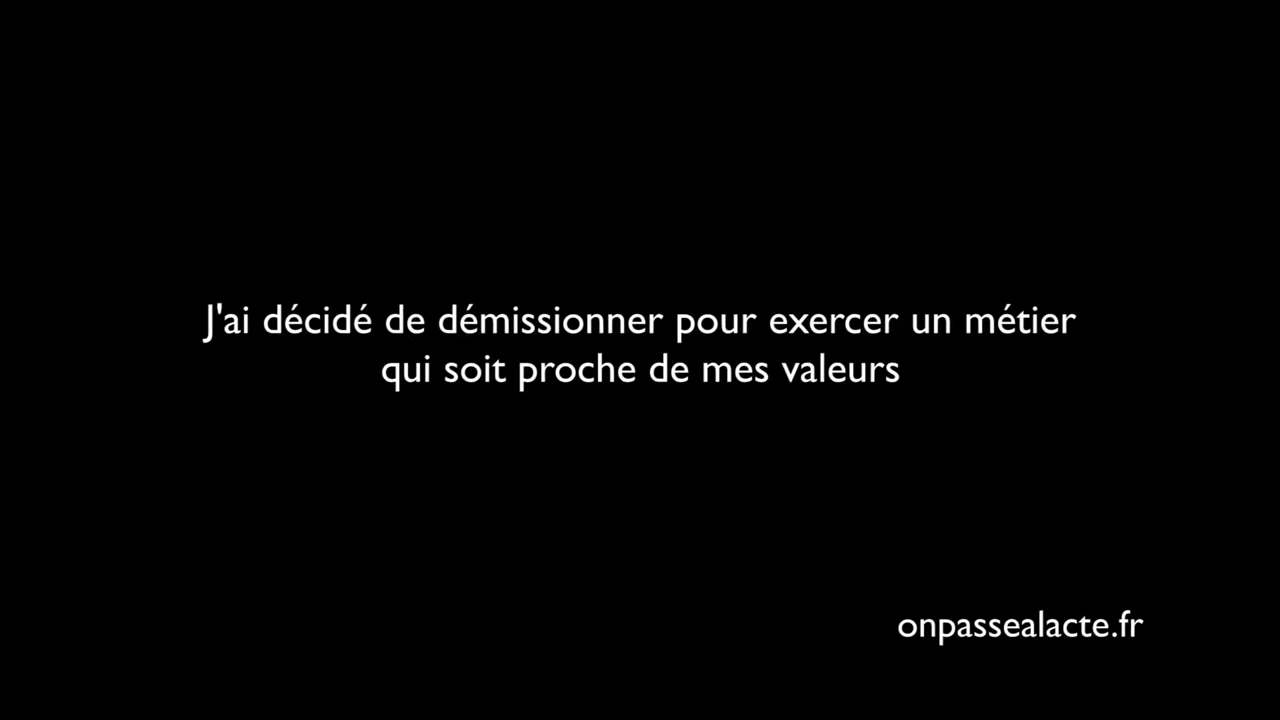 J'ai décidé de démissionner pour exercer un métier
qui soit proche de mes valeurs
onpassealacte.fr